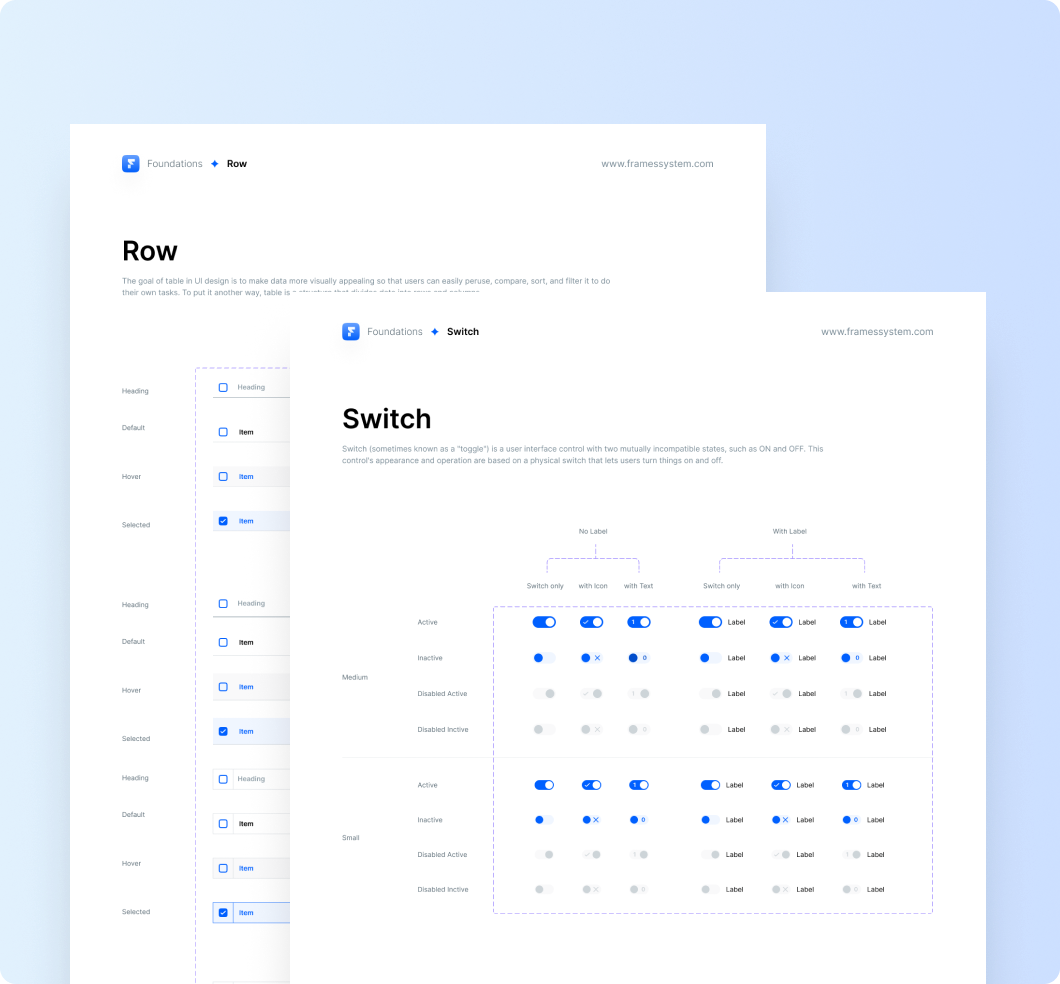 Foundations Row
www.framessystem.com
Row
The goal of table in UI design is to make data more visually appealing so that users can easily peruse, compare, sort, and filter it to do
their own tasks. To put it another way, table is a structure that divides data into rows and columns.
Heading
Heading
Default
Item
Hover
Item
Selected
Item
Heading
Heading
Default
Item
Hover
Item
Selected
Item
Heading
Heading
Default
Item
Hover
Item
Selected
Item
Foundations Switch
www.framessystem.com
Switch
Switch (sometimes known as a "toggle") is a user interface control with two mutually incompatible states, such as ON and OFF. This
control's appearance and operation are based on a physical switch that lets users turn things on and off.
No Label With Label
Switch only with Icon with Text Switch only with Icon with Text
Medium
Active 1 Label Label 1 Label
Inactive 0 Label Label 0 Label
Disabled Active 1 Label Label 1 Label
Disabled Inctive 0 Label Label 0 Label
Small
Active 1 Label Label 1 Label
Inactive 0 Label Label 0 Label
Disabled Active 1 Label Label 1 Label
Disabled Inctive 0 Label Label 0 Label